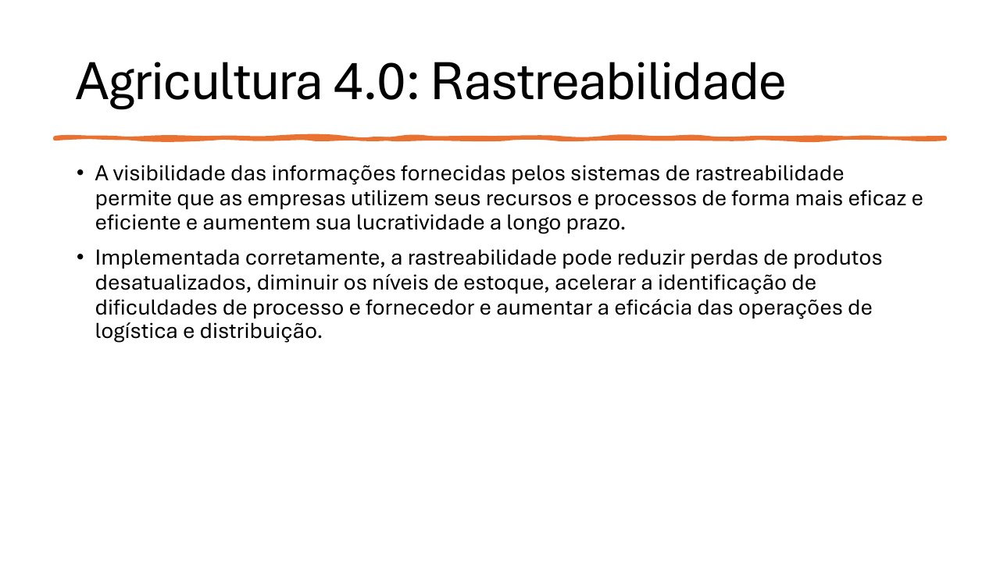 Agricultura 4.0: Rastreabilidade
• A visibilidade das informações fornecidas pelos sistemas de rastreabilidade
permite que as empresas utilizem seus recursos e processos de forma mais eficaz e
eficiente e aumentem sua lucratividade a longo prazo.
• Implementada corretamente, a rastreabilidade pode reduzir perdas de produtos
desatualizados, diminuir os níveis de estoque, acelerar a identificação de
dificuldades de processo e fornecedor e aumentar a eficácia das operações de
logística e distribuição.